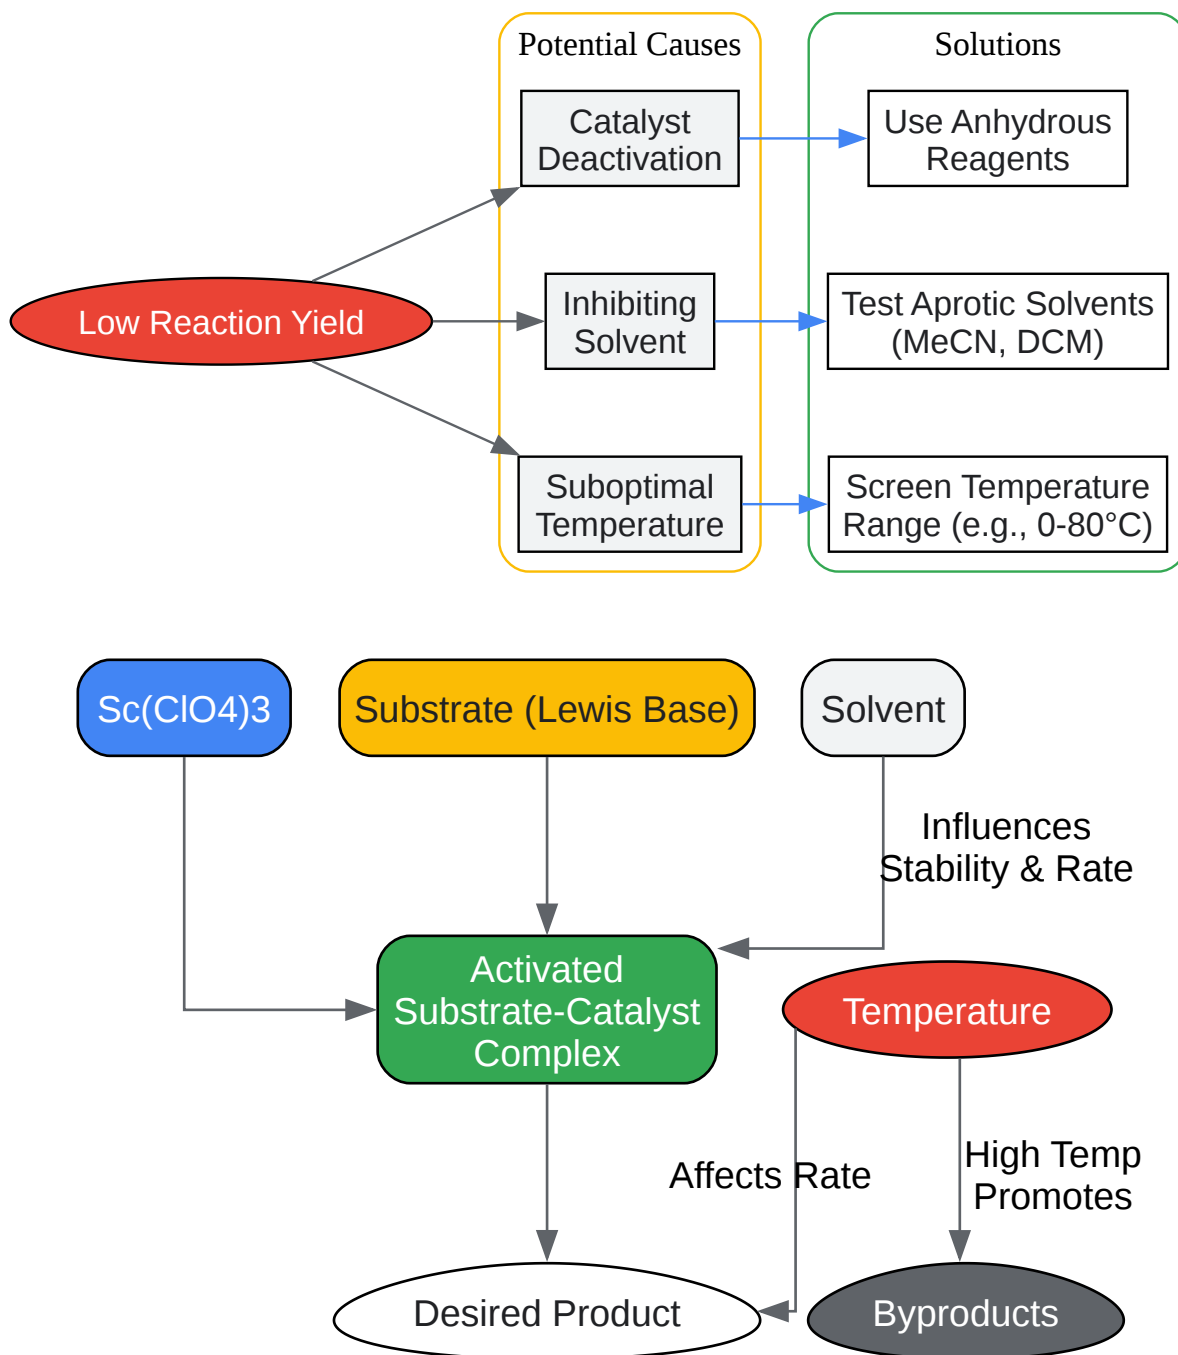 Potential Causes
Solutions
Catalyst
Deactivation
Use Anhydrous
Reagents
Low Reaction Yield
Inhibiting
Solvent
Test Aprotic Solvents
(MeCN, DCM)
Suboptimal
Temperature
Screen Temperature
Range (e.g., 0-80°C)
Sc(ClO4)3
Substrate (Lewis Base)
Solvent
Influences
Stability & Rate
Activated
Substrate-Catalyst
Complex
Temperature
Affects Rate
High Temp
Promotes
Desired Product
Byproducts